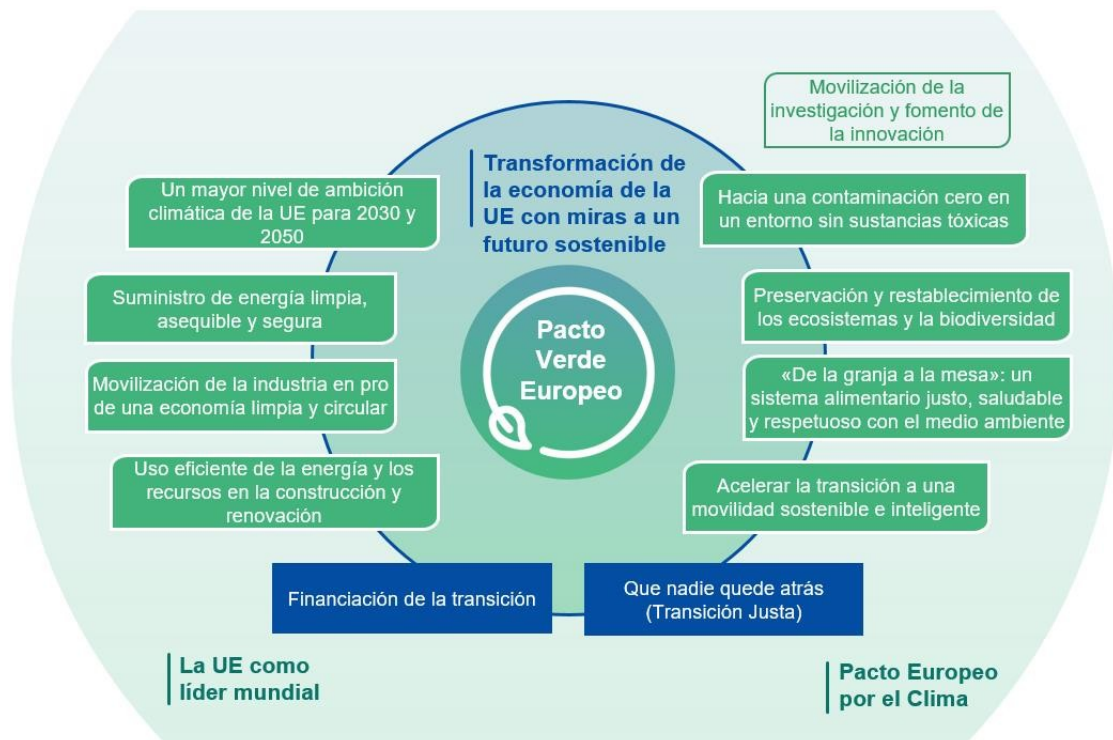 Movilización de la
investigación y fomento de
la innovación
Transformación de
la economía de la
UE con miras a un
futuro sostenible
Un mayor nivel de ambición
climática de la UE para 2030 y
2050
Hacia una contaminación cero en
un entorno sin sustancias tóxicas
Suministro de energía limpia,
asequible y segura
Preservación y restablecimiento de
los ecosistemas y la biodiversidad
Pacto
Verde
Europeo
Movilización de la industria en pro
de una economía limpia y circular
«De la granja a la mesa»: un
sistema alimentario justo, saludable
y respetuoso con el medio ambiente
Uso eficiente de la energía y los
recursos en la construcción y
renovación
Acelerar la transición a una
movilidad sostenible e inteligente
Financiación de la transición
Que nadie quede atrás
(Transición Justa)
La UE como
líder mundial
Pacto Europeo
por el Clima